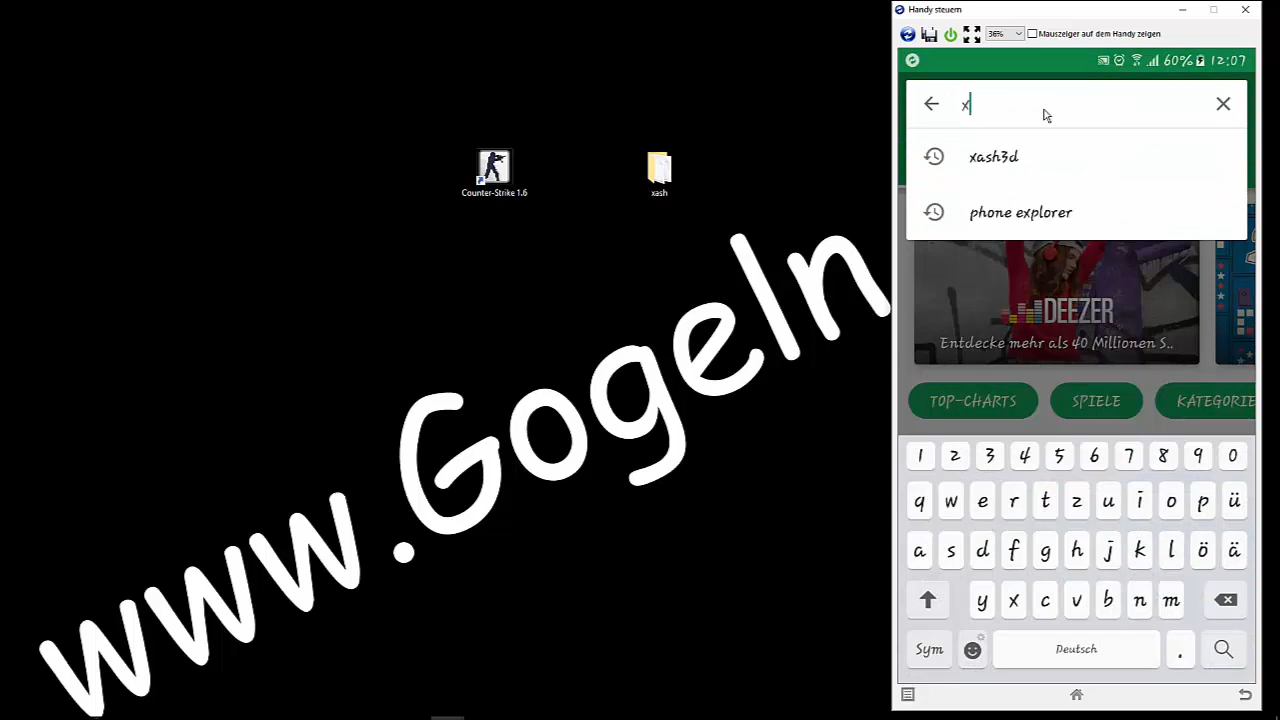 Handy steuern
36%
Mauszeiger auf dem Handy zeigen
60% 12:07
x
xash3d
phone explorer
Counter-Strike 1.6
xash
www.Gogeln
DEEZER
Entdecke mehr als 40 Millionen S..
TOP-CHARTS SPIELE KATEGORIE
1 2 3 4 5 6 7 8 9 0
q w e r t z u i o p ü
a s d f g h j k l ö ä
y x c v b n m
Sym Deutsch .